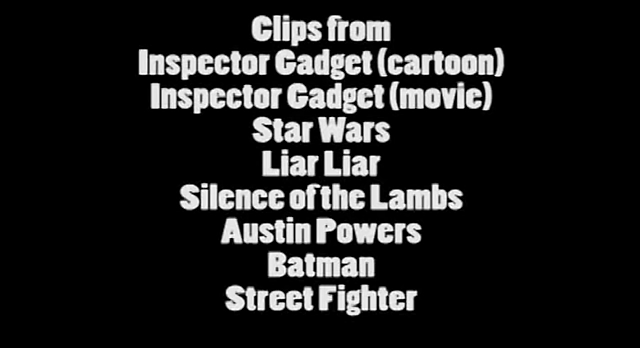 Clips from
Inspector Gadget (cartoon)
Inspector Gadget (movie)
Star Wars
Liar Liar
Silence of the Lambs
Austin Powers
Batman
Street Fighter